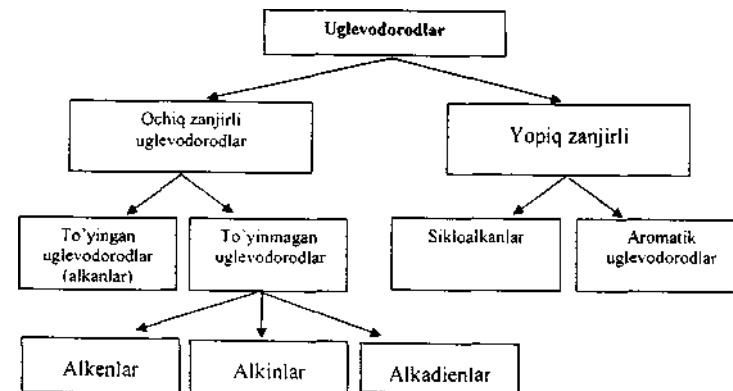 Uglevodorodlar
Ochiq zanjirli
uglevodorodlar
Yopiq zanjirli
To'yingan
uglevodorodlar
(alkanlar)
To'yinmagan
uglevodorodlar
Sikloalkanlar
Aromatik
uglevodorodlar
Alkenlar
Alkinlar
Alkadienlar